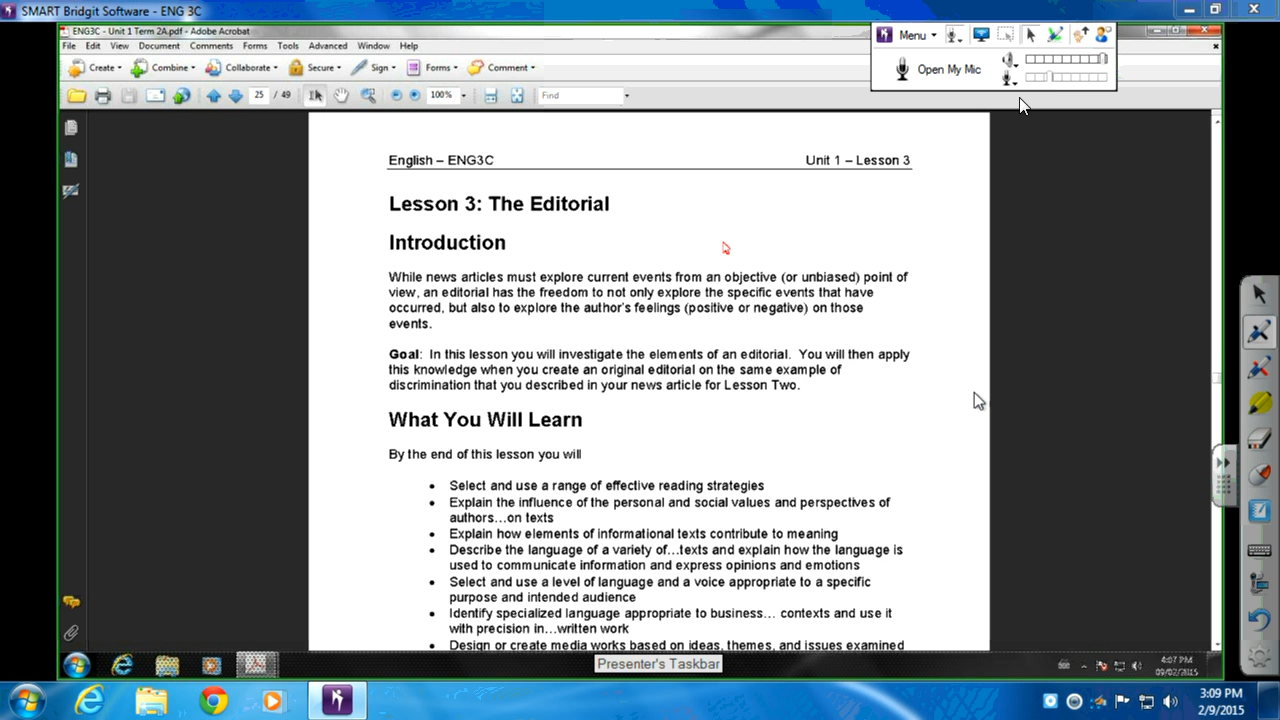 SMART Bridgit Software - ENG 3C
ENG3C - Unit 1 Term 2A.pdf - Adobe Acrobat
File Edit View Document Comments Forms Tools Advanced Window Help
Menu
Create Combine Collaborate Secure Sign Forms Comment
Open My Mic
25 / 49 100% Find
English – ENG3C Unit 1 – Lesson 3
Lesson 3: The Editorial
Introduction
While news articles must explore current events from an objective (or unbiased) point of
view, an editorial has the freedom to not only explore the specific events that have
occurred, but also to explore the author's feelings (positive or negative) on those
events.
Goal: In this lesson you will investigate the elements of an editorial. You will then apply
this knowledge when you create an original editorial on the same example of
discrimination that you described in your news article for Lesson Two.
What You Will Learn
By the end of this lesson you will
• Select and use a range of effective reading strategies
• Explain the influence of the personal and social values and perspectives of
authors…on texts
• Explain how elements of informational texts contribute to meaning
• Describe the language of a variety of…texts and explain how the language is
used to communicate information and express opinions and emotions
• Select and use a level of language and a voice appropriate to a specific
purpose and intended audience
• Identify specialized language appropriate to business… contexts and use it
with precision in…written work
• Design or create media works based on ideas, themes, and issues examined
Presenter's Taskbar
4:07 PM
09/02/2015
3:09 PM
2/9/2015